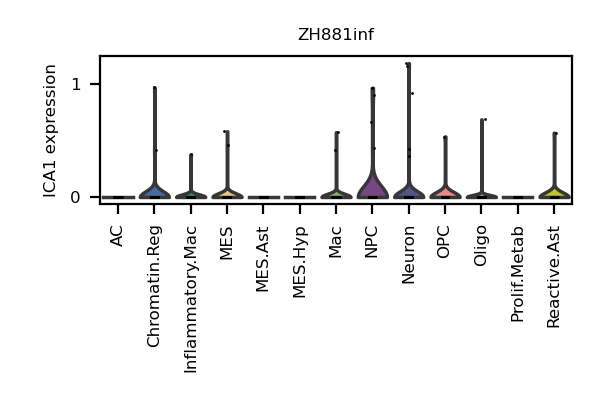 ZH881inf
ICA1 expression
1
0
AC
Chromatin.Reg
Inflammatory.Mac
MES
MES.Ast
MES.Hyp
Mac
NPC
Neuron
OPC
Oligo
Prolif.Metab
Reactive.Ast